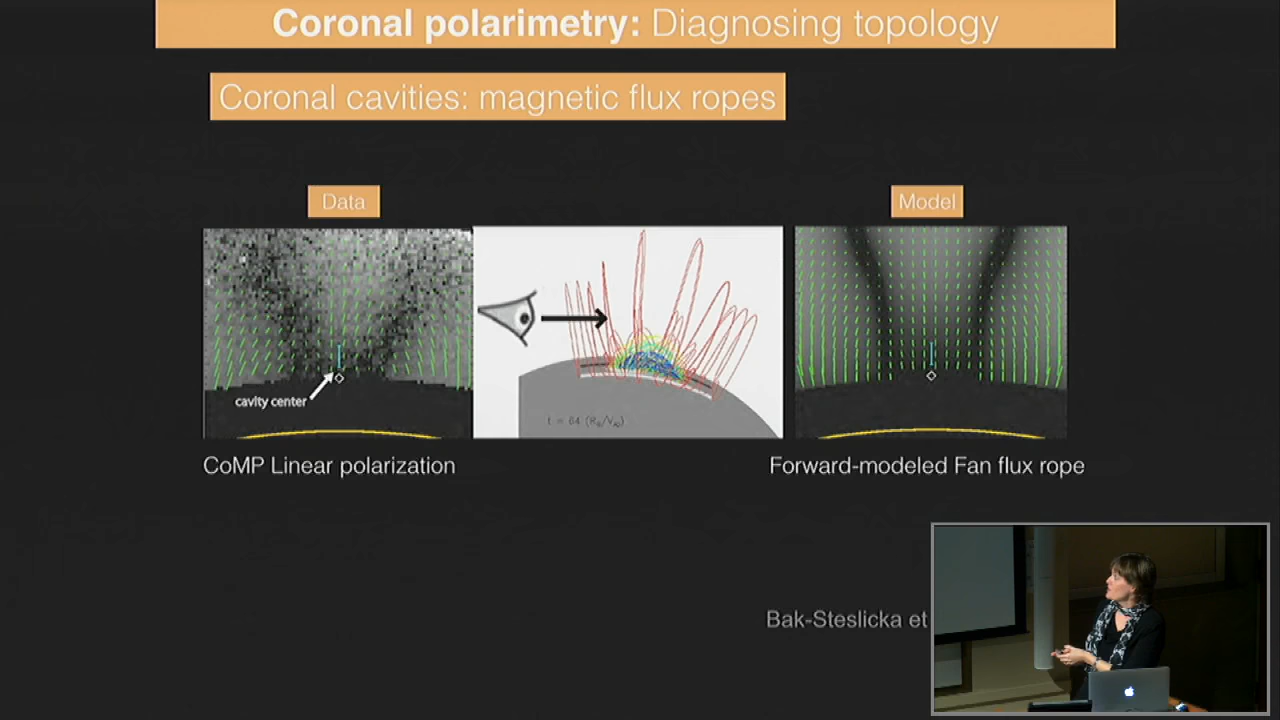 Coronal polarimetry: Diagnosing topology
Coronal cavities: magnetic flux ropes
Data
Model
cavity center
CoMP Linear polarization
Forward-modeled Fan flux rope
Bak-Steslicka et